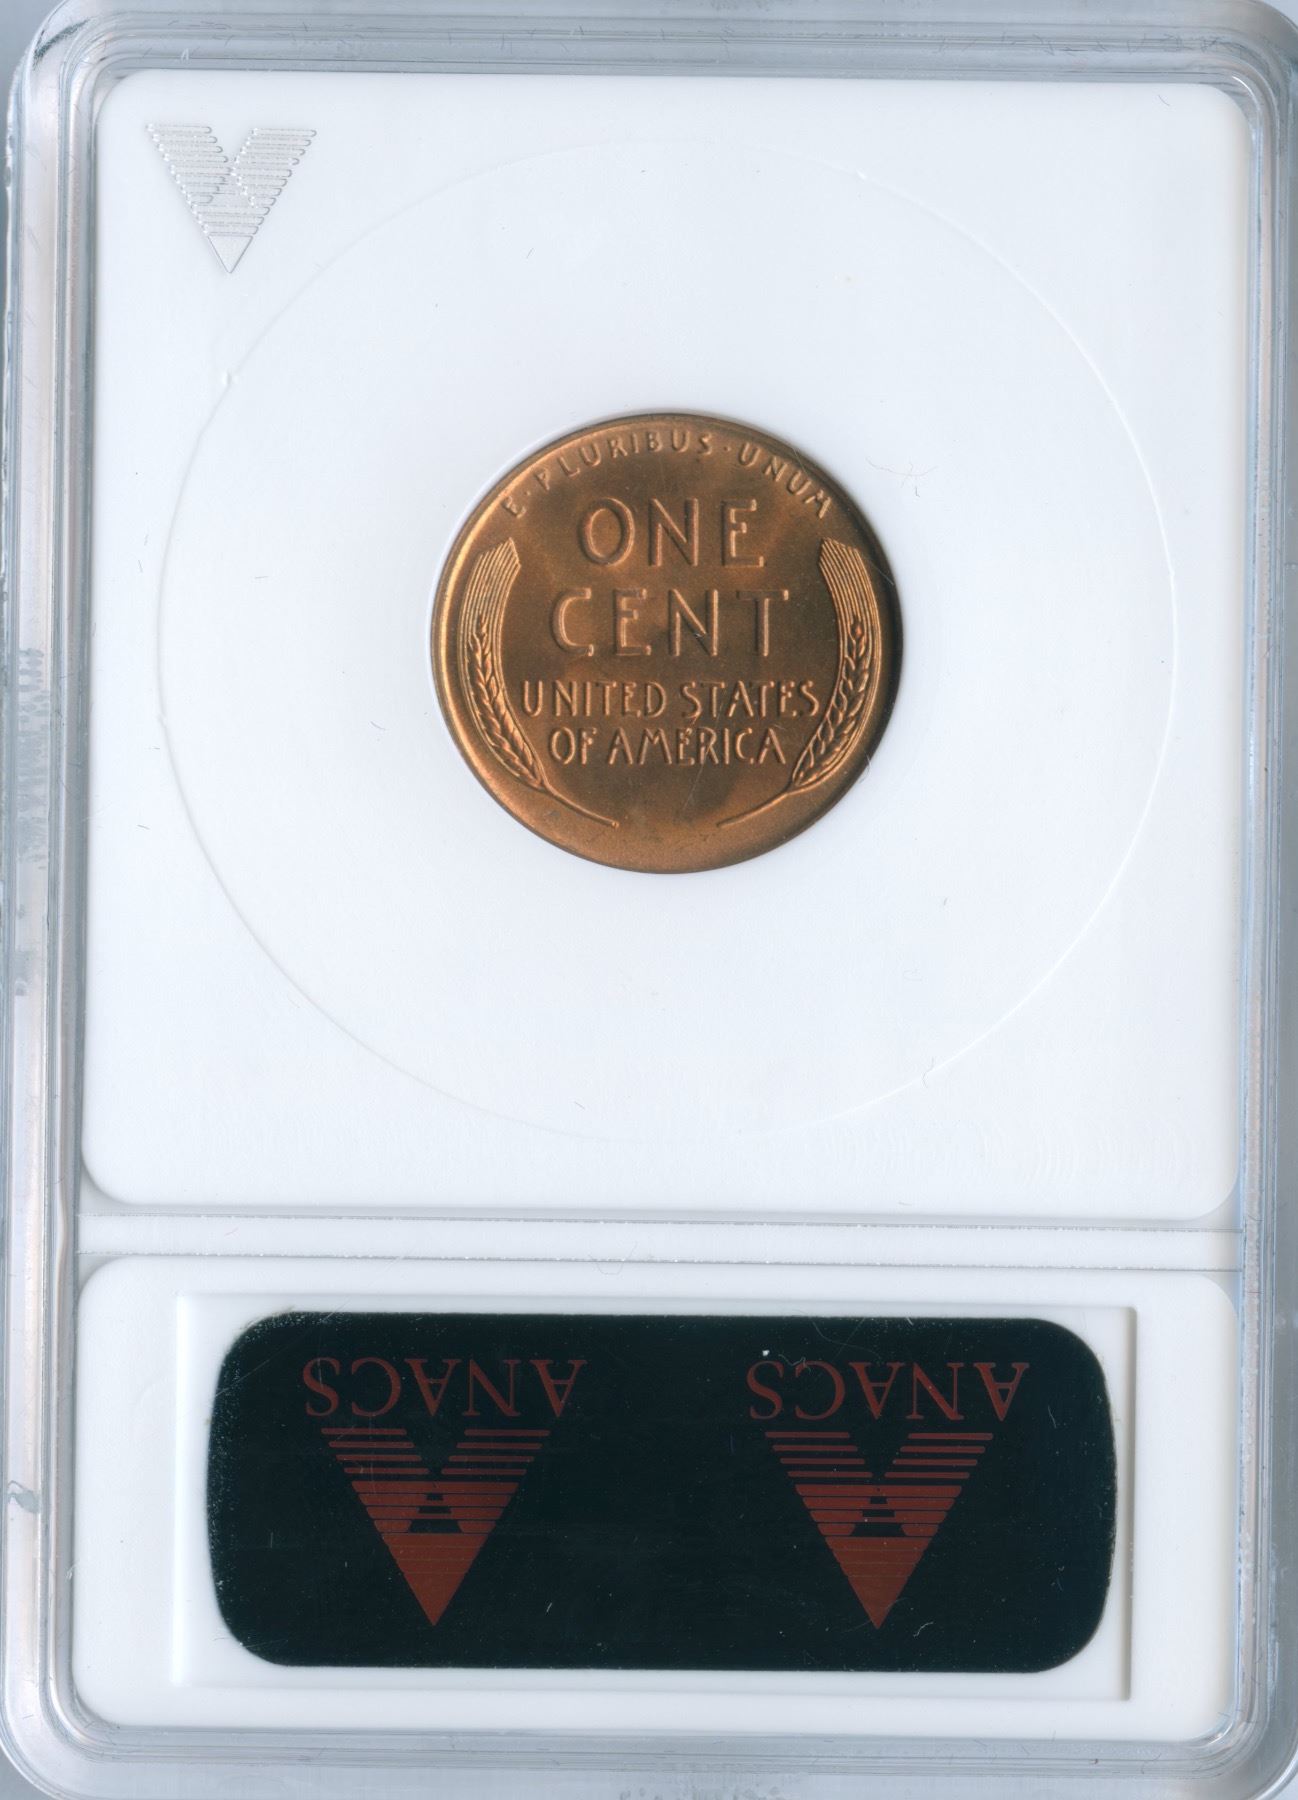 E · PLURIBUS · UNUM
ONE
CENT
UNITED STATES
OF AMERICA
ANACS ANACS